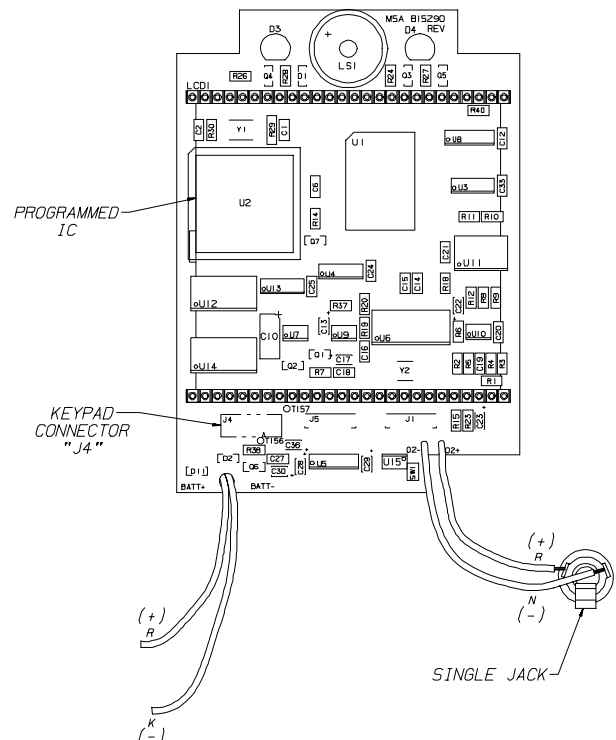 MSA 815290
REV
D3
D4
+
LS1
R26
Q4
R28
D1
R24
Q3
R27
Q5
LCD1
R40
C2
R30
Y1
R29
C1
U1
U8
C12
U2
C6
U3
C33
R14
R11
R10
Q7
C21
U11
PROGRAMMED
IC
U4
C24
U13
C25
C15
C14
R18
U12
R37
R20
R12
R8
R9
C22
C10
U7
C13
U9
R19
U6
R6
U10
C20
U14
Q1
C17
C16
Q2
R7
C18
Y2
R2
R5
C19
R4
R3
R1
KEYPAD
CONNECTOR
"J4"
J4
T157
J5
J1
R15
R23
C23
T156
C36
R38
D2
C27
Q6
C30
C28
U5
C29
U15
SW1
O2-
O2+
D11
BATT+
BATT-
(+)
R
N
(-)
SINGLE JACK
(+)
R
K
(-)